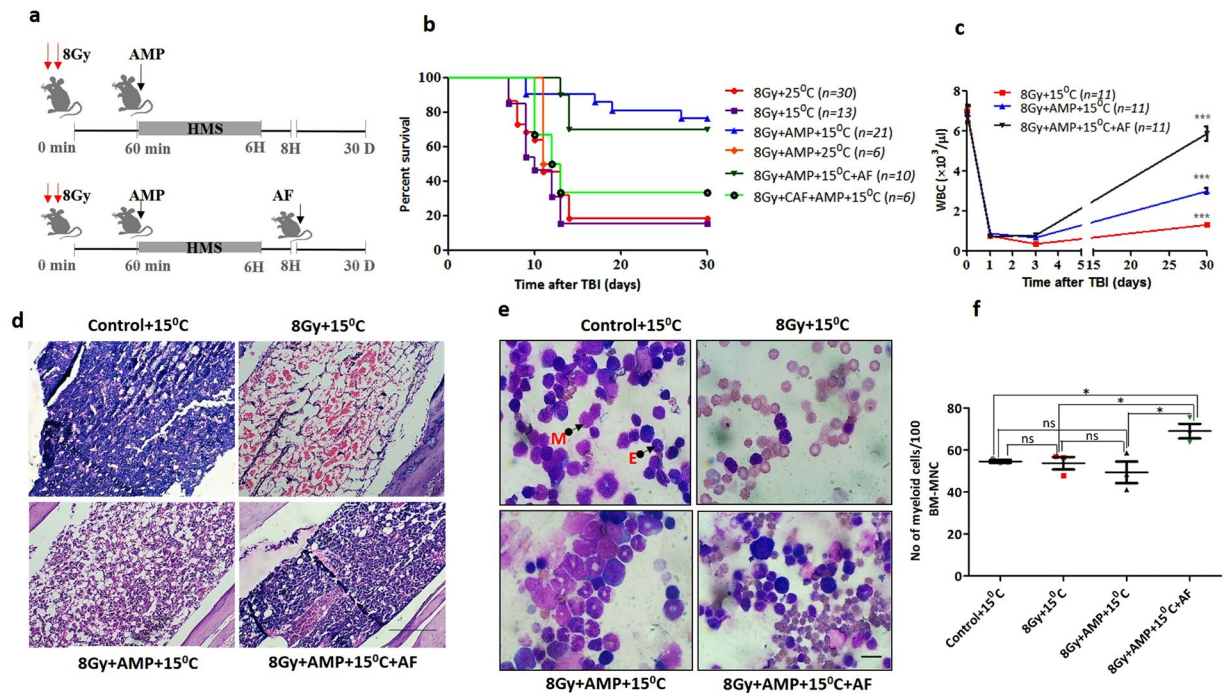 a
8Gy
AMP
HMS
0 min
60 min
6H
8H
30 D
8Gy
AMP
AF
HMS
0 min
60 min
6H
8H
30 D
b
Percent survival
100
80
60
40
20
0
0
10
20
30
Time after TBI (days)
8Gy+25⁰C (n=30)
8Gy+15⁰C (n=13)
8Gy+AMP+15⁰C (n=21)
8Gy+AMP+25⁰C (n=6)
8Gy+AMP+15⁰C+AF (n=10)
8Gy+CAF+AMP+15⁰C (n=6)
c
WBC (×10³/µl)
8
6
4
2
0
0 1 2 3 4 5 15 20 25 30
Time after TBI (days)
8Gy+15⁰C (n=11)
8Gy+AMP+15⁰C (n=11)
8Gy+AMP+15⁰C+AF (n=11)
***
***
***
d
Control+15⁰C
8Gy+15⁰C
8Gy+AMP+15⁰C
8Gy+AMP+15⁰C+AF
e
Control+15⁰C
8Gy+15⁰C
M
E
8Gy+AMP+15⁰C
8Gy+AMP+15⁰C+AF
f
No of myeloid cells/100
BM-MNC
80
60
40
20
0
*
*
ns
*
ns
ns
Control+15⁰C
8Gy+15⁰C
8Gy+AMP+15⁰C
8Gy+AMP+15⁰C+AF